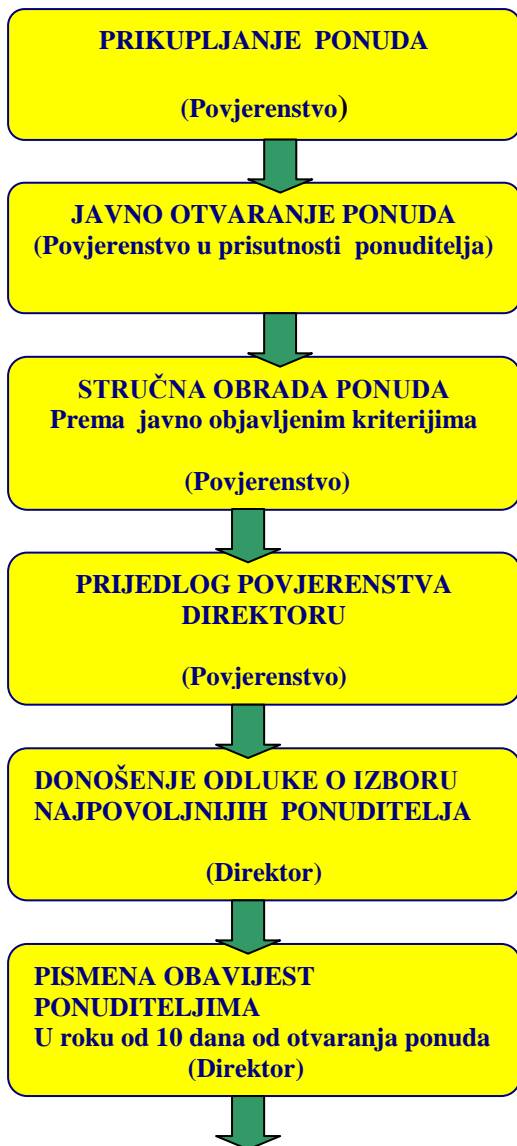 PRIKUPLJANJE PONUDA
(Povjerenstvo)
JAVNO OTVARANJE PONUDA
(Povjerenstvo u prisutnosti ponuditelja)
STRUČNA OBRADA PONUDA
Prema javno objavljenim kriterijima
(Povjerenstvo)
PRIJEDLOG POVJERENSTVA
DIREKTORU
(Povjerenstvo)
DONOŠENJE ODLUKE O IZBORU
NAJPOVOLJNIJIH PONUDITELJA
(Direktor)
PISMENA OBAVIJEST
PONUDITELJIMA
U roku od 10 dana od otvaranja ponuda
(Direktor)